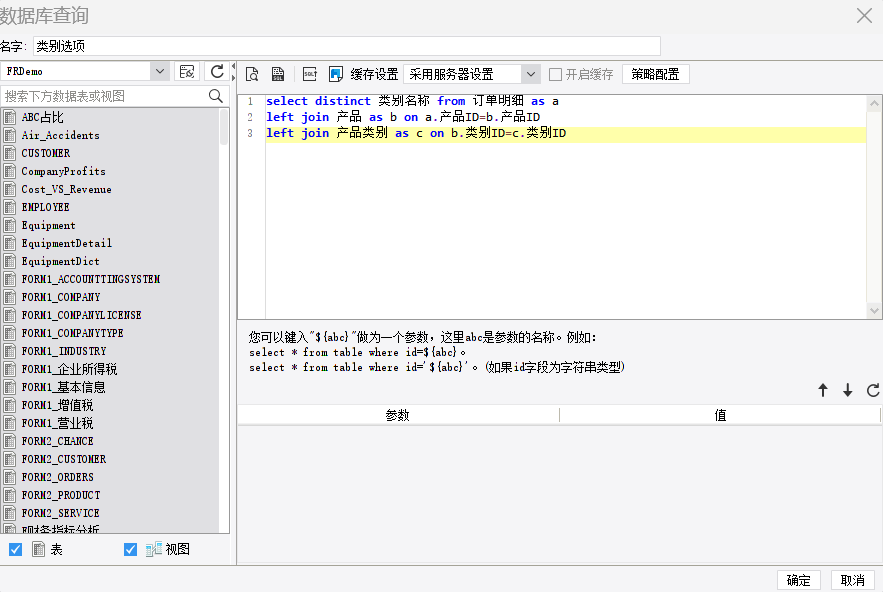 数据库查询
名字: 类别选项
FRDemo
缓存设置 采用服务器设置 开启缓存 策略配置
搜索下方数据表或视图
ABC占比
Air_Accidents
CUSTOMER
CompanyProfits
Cost_VS_Revenue
EMPLOYEE
Equipment
EquipmentDetail
EquipmentDict
FORM1_ACCOUNTTINGSYSTEM
FORM1_COMPANY
FORM1_COMPANYLICENSE
FORM1_COMPANYTYPE
FORM1_INDUSTRY
FORM1_企业所得税
FORM1_基本信息
FORM1_增值税
FORM1_营业税
FORM2_CHANCE
FORM2_CUSTOMER
FORM2_ORDERS
FORM2_PRODUCT
FORM2_SERVICE
F财务指标分析
表 视图
1 select distinct 类别名称 from 订单明细 as a
2 left join 产品 as b on a.产品ID=b.产品ID
3 left join 产品类别 as c on b.类别ID=c.类别ID
您可以键入"${abc}"做为一个参数，这里abc是参数的名称。例如:
select * from table where id=${abc}。
select * from table where id='${abc}'。(如果id字段为字符串类型)
参数 值
确定 取消